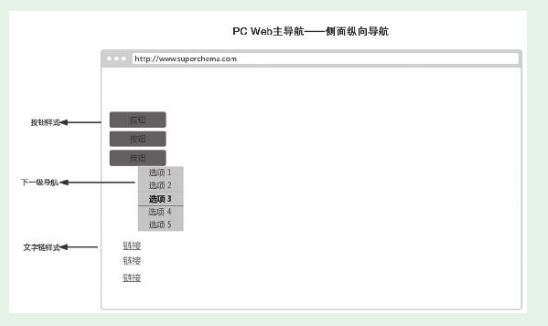 PC Web主导航——侧面纵向导航
http://www.superchema.com
按钮样式
按钮
按钮
按钮
下一级导航
选项 1
选项 2
选项 3
选项 4
选项 5
文字链样式
链接
链接
链接